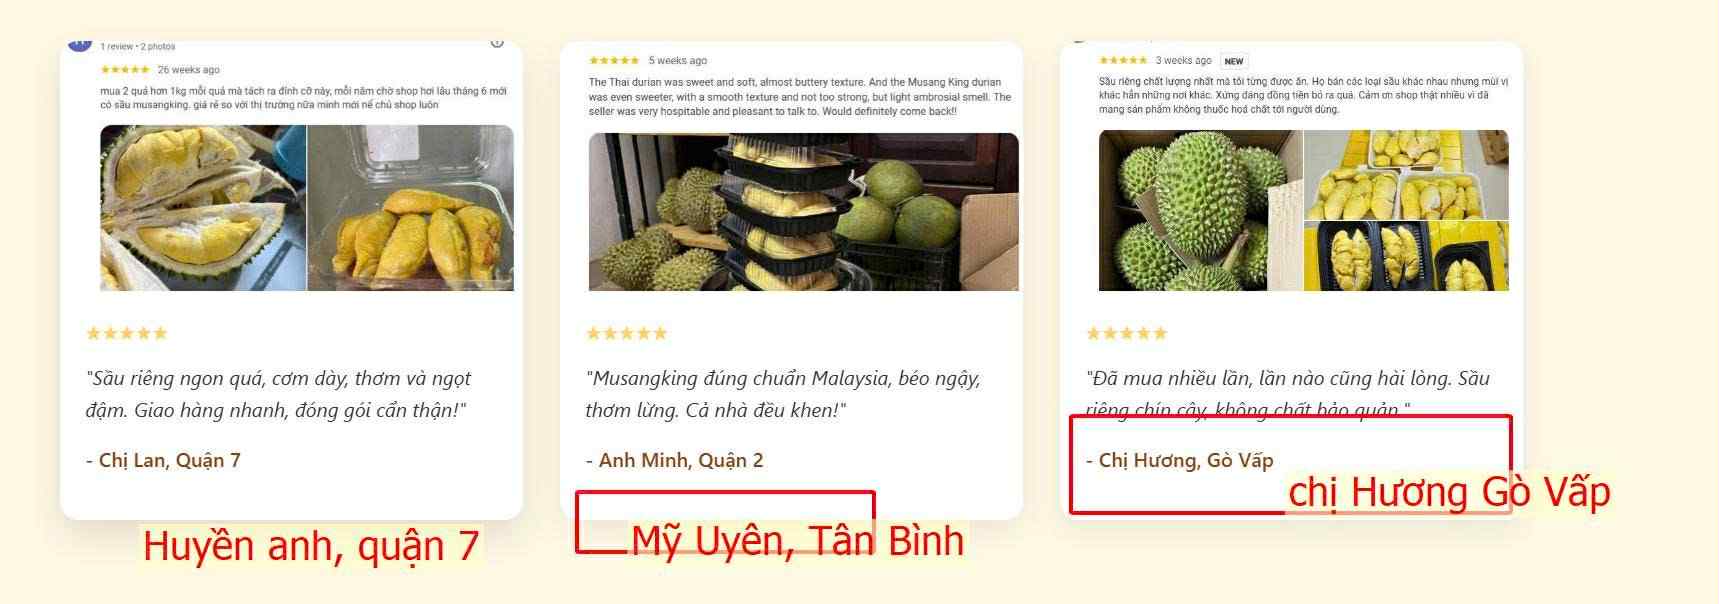 1 review • 2 photos
★★★★★ 26 weeks ago
mua 2 quả hơn 1kg mỗi quả mà tách ra đỉnh cỡ này, mỗi năm chờ shop hơi lâu tháng 6 mới
có sầu musangking. giá rẻ so với thị trường nữa mình mới nể chủ shop luôn
★★★★★
"Sầu riêng ngon quá, cơm dày, thơm và ngọt
đậm. Giao hàng nhanh, đóng gói cẩn thận!"
- Chị Lan, Quận 7
Huyền anh, quận 7
★★★★★ 5 weeks ago
The Thai durian was sweet and soft, almost buttery texture. And the Musang King durian
was even sweeter, with a smooth texture and not too strong, but light ambrosial smell. The
seller was very hospitable and pleasant to talk to. Would definitely come back!!
★★★★★
"Musangking đúng chuẩn Malaysia, béo ngậy,
thơm lừng. Cả nhà đều khen!"
- Anh Minh, Quận 2
Mỹ Uyên, Tân Bình
★★★★★ 3 weeks ago NEW
Sầu riêng chất lượng nhất mà tôi từng được ăn. Họ bán các loại sầu khác nhau nhưng mùi vị
khác hẳn những nơi khác. Xứng đáng đồng tiền bỏ ra quá. Cảm ơn shop thật nhiều vì đã
mang sản phẩm không thuốc hoá chất tới người dùng.
★★★★★
"Đã mua nhiều lần, lần nào cũng hài lòng. Sầu
riêng chín cây, không chất bảo quản."
- Chị Hương, Gò Vấp
chị Hương Gò Vấp